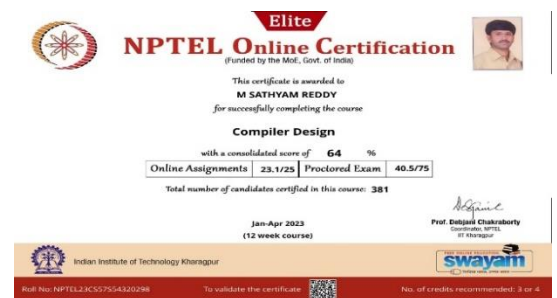 Elite
NPTEL Online Certification
(Funded by the MoE, Govt. of India)
This certificate is awarded to
M SATHYAM REDDY
for successfully completing the course
Compiler Design
with a consolidated score of 64 %
Online Assignments 23.1/25 Proctored Exam 40.5/75
Total number of candidates certified in this course: 381
Jan-Apr 2023
(12 week course)
Prof. Debjani Chakraborty
Coordinator, NPTEL
IIT Kharagpur
Indian Institute of Technology Kharagpur
FREE ONLINE EDUCATION
swayam
Roll No: NPTEL23CS57S54320298 To validate the certificate No. of credits recommended: 3 or 4